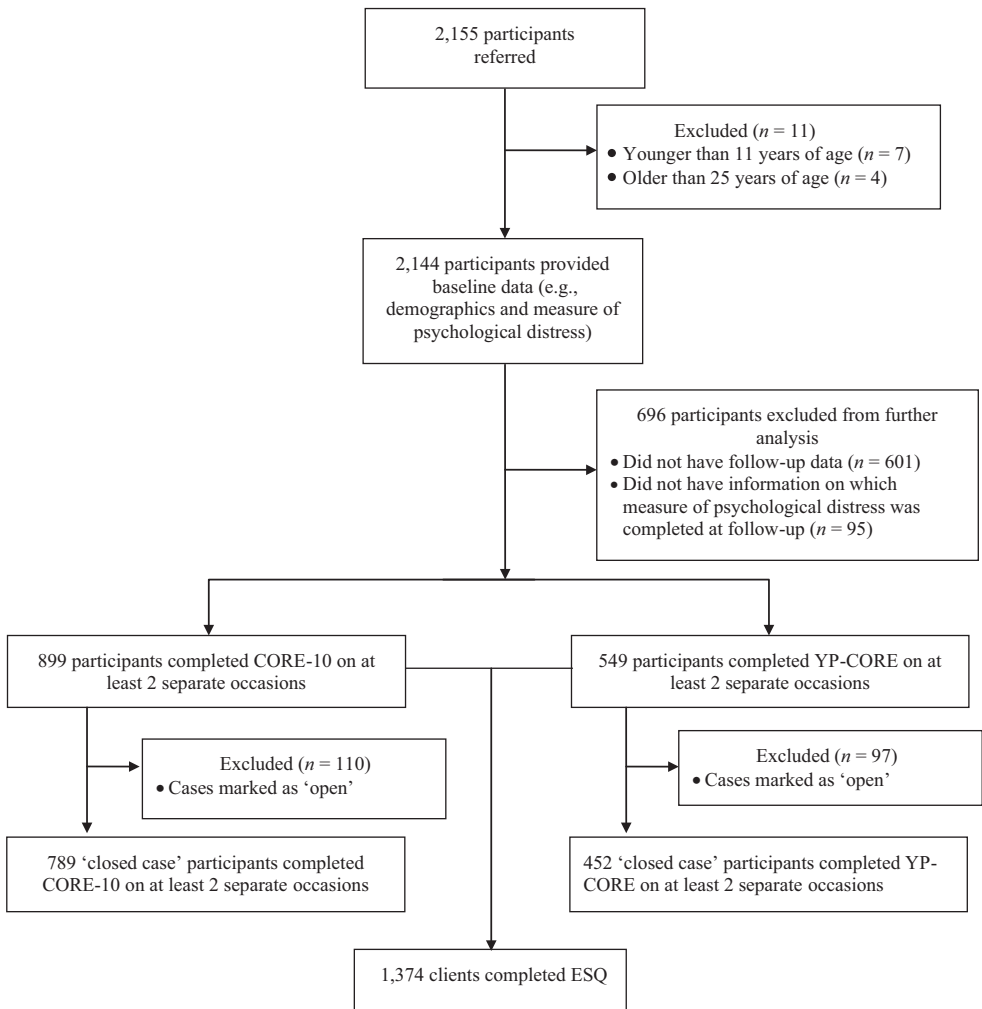 2,155 participants
referred
Excluded (n = 11)
● Younger than 11 years of age (n = 7)
● Older than 25 years of age (n = 4)
2,144 participants provided
baseline data (e.g.,
demographics and measure of
psychological distress)
696 participants excluded from further
analysis
● Did not have follow-up data (n = 601)
● Did not have information on which
measure of psychological distress was
completed at follow-up (n = 95)
899 participants completed CORE-10 on at
least 2 separate occasions
549 participants completed YP-CORE on at
least 2 separate occasions
Excluded (n = 110)
● Cases marked as ‘open’
Excluded (n = 97)
● Cases marked as ‘open’
789 ‘closed case’ participants completed
CORE-10 on at least 2 separate occasions
452 ‘closed case’ participants completed YP-
CORE on at least 2 separate occasions
1,374 clients completed ESQ